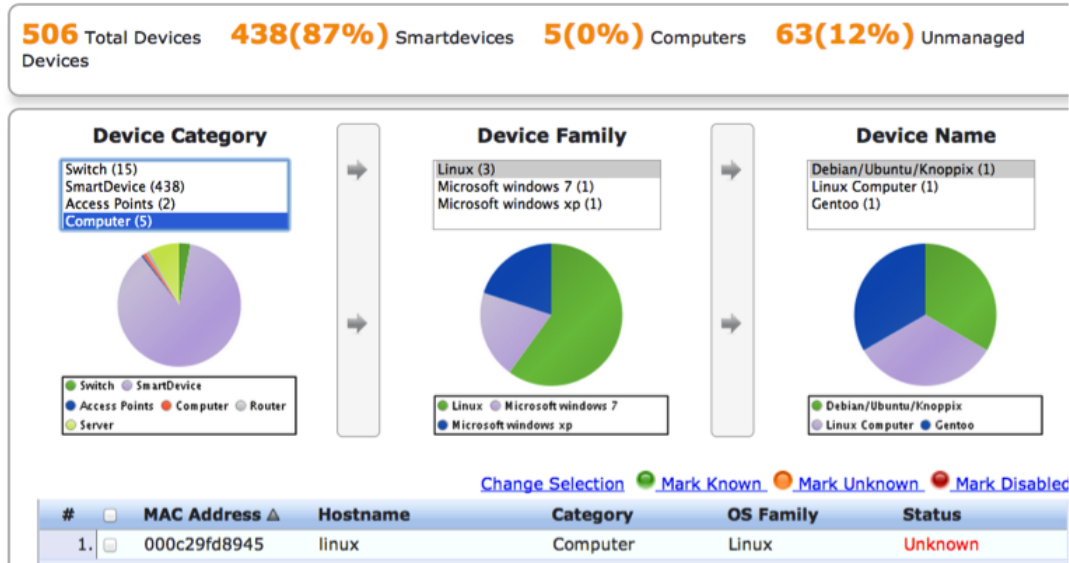 506 Total Devices 438(87%) Smartdevices 5(0%) Computers 63(12%) Unmanaged
Devices
Device Category
Switch (15)
SmartDevice (438)
Access Points (2)
Computer (5)
Switch SmartDevice
Access Points Computer Router
Server
Device Family
Linux (3)
Microsoft windows 7 (1)
Microsoft windows xp (1)
Linux Microsoft windows 7
Microsoft windows xp
Device Name
Debian/Ubuntu/Knoppix (1)
Linux Computer (1)
Gentoo (1)
Debian/Ubuntu/Knoppix
Linux Computer Gentoo
Change Selection Mark Known Mark Unknown Mark Disabled
# MAC Address Hostname Category OS Family Status
1. 000c29fd8945 linux Computer Linux Unknown